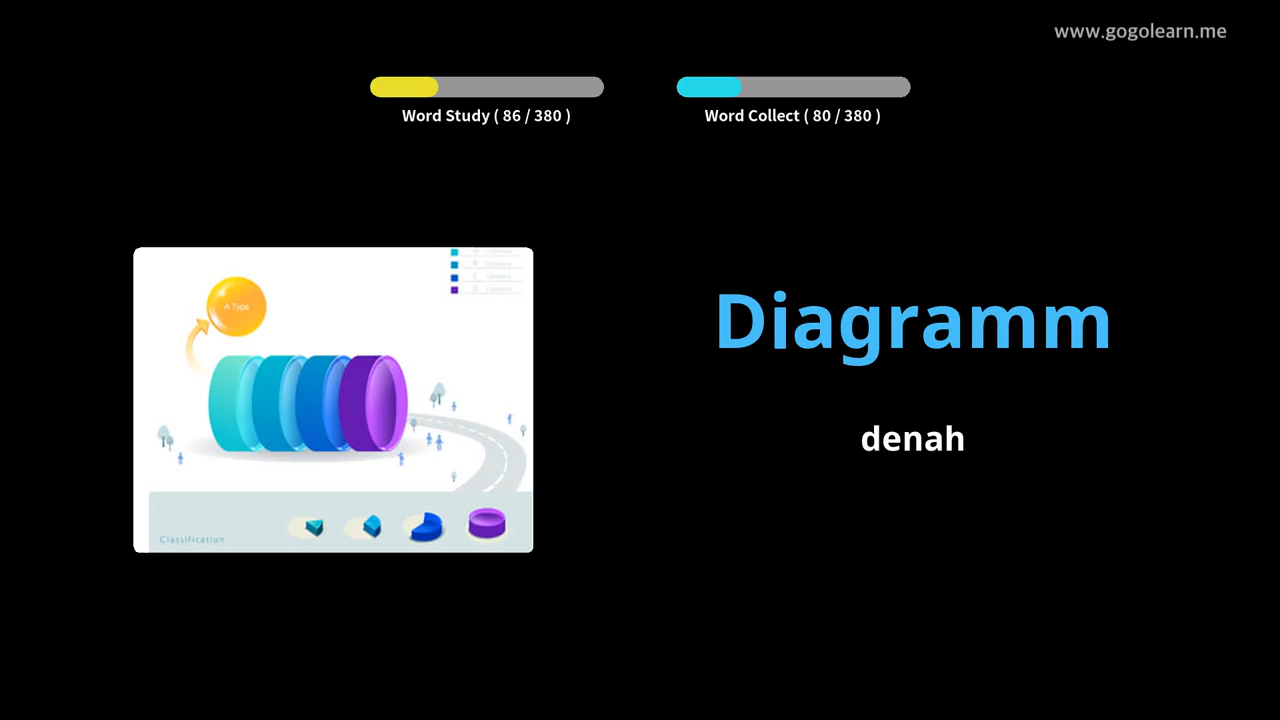 www.gogolearn.me
Word Study ( 86 / 380 )
Word Collect ( 80 / 380 )
A Type
Diagramm
denah
Classification